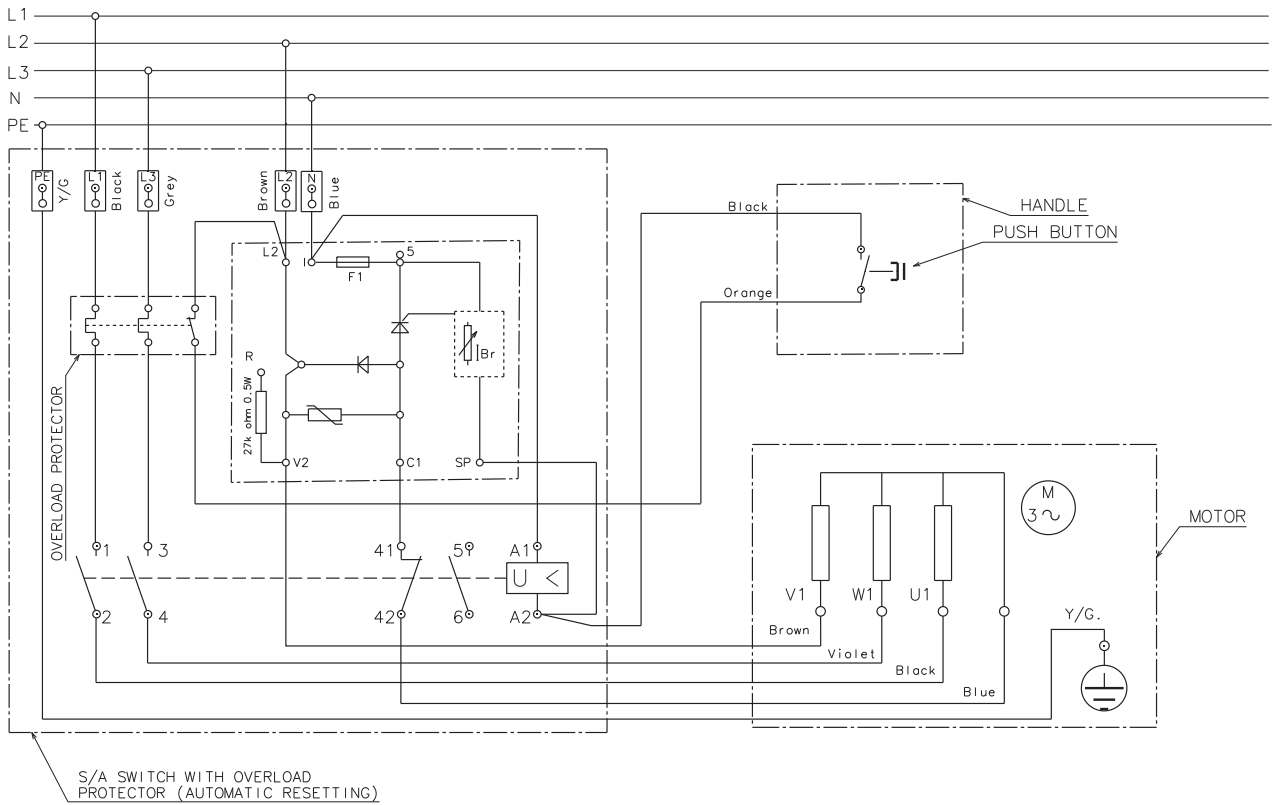 L1
L2
L3
N
PE
PE
Y/G
L1
Black
L3
Grey
Brown
L2
N
Blue
Black
HANDLE
PUSH BUTTON
Orange
L2
I
F1
5
Br
R
27k ohm 0.5W
V2
C1
SP
OVERLOAD PROTECTOR
1
3
41
5
A1
U <
2
4
42
6
A2
M
3~
MOTOR
V1
W1
U1
Y/G.
Brown
Violet
Black
Blue
S/A SWITCH WITH OVERLOAD
PROTECTOR (AUTOMATIC RESETTING)